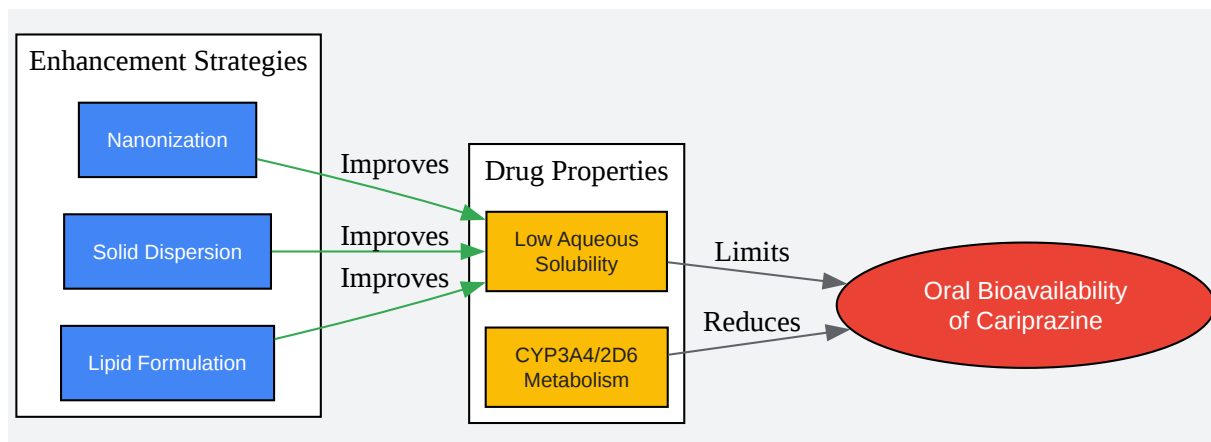 Enhancement Strategies
Nanonization
Solid Dispersion
Lipid Formulation
Improves
Improves
Improves
Drug Properties
Low Aqueous
Solubility
CYP3A4/2D6
Metabolism
Limits
Reduces
Oral Bioavailability
of Cariprazine